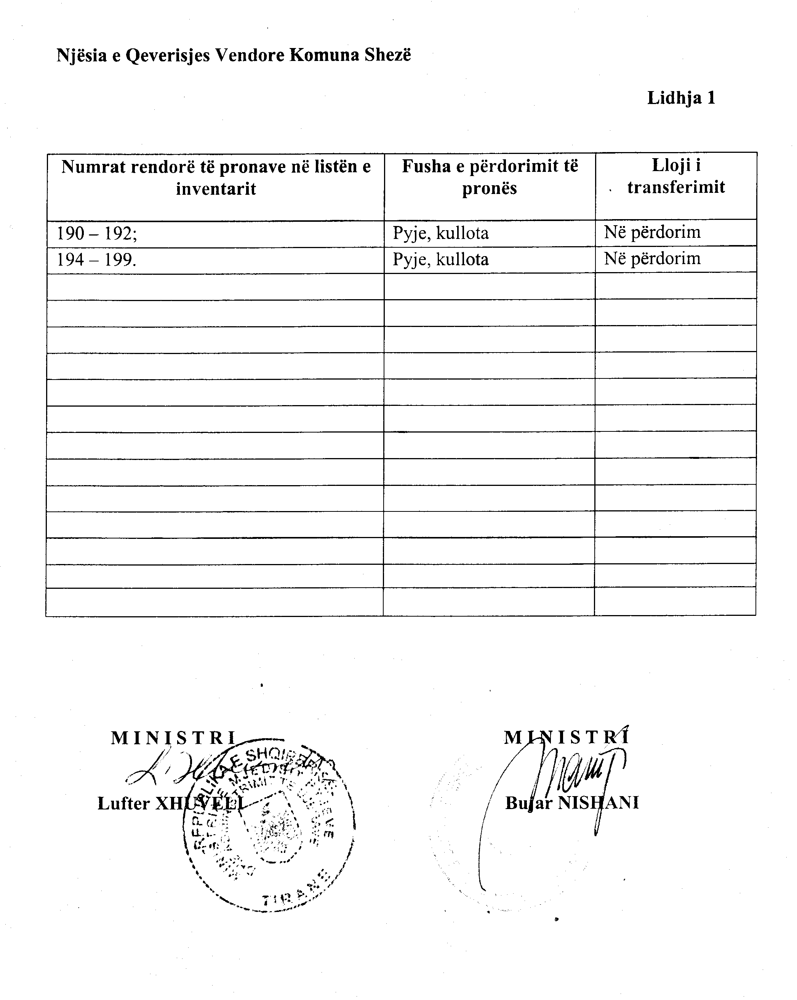 Njësia e Qeverisjes Vendore Komuna Shezë
Lidhja 1
Numrat rendorë të pronave në listën e inventarit
Fusha e përdorimit të pronës
Lloji i transferimit
190 – 192; Pyje, kullota Në përdorim
194 – 199. Pyje, kullota Në përdorim
MINISTRI MINISTRI
Lufter XHUVELI Bujar NISHANI
TIRANE